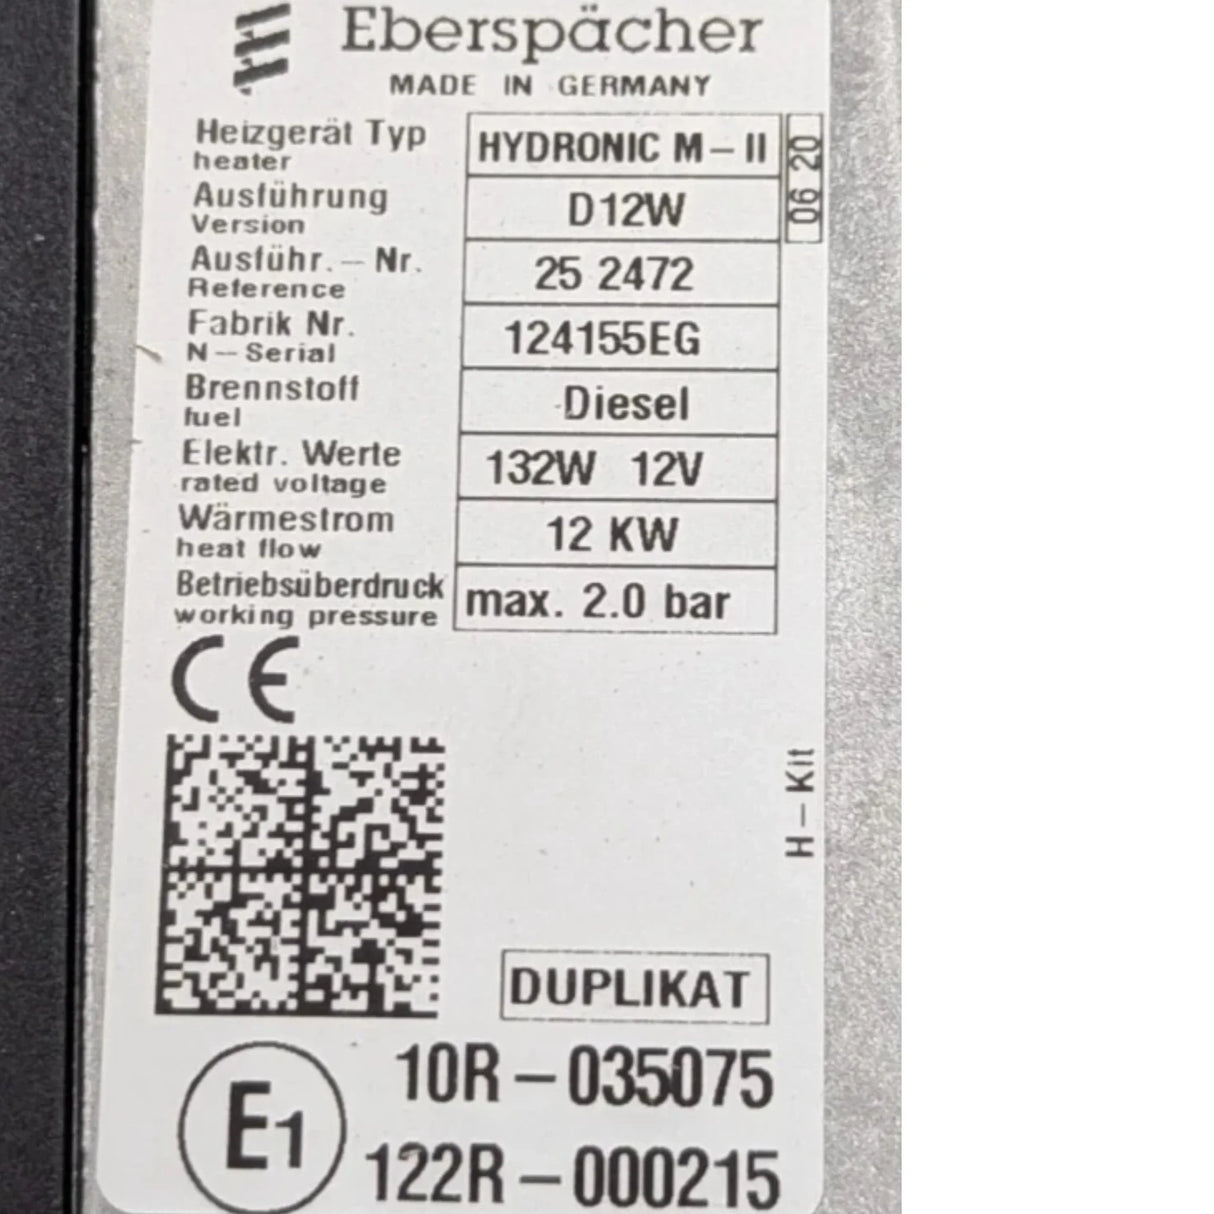 Eberspächer
MADE IN GERMANY
Heizgerät Typ
heater
HYDRONIC M – II
06 20
Ausführung
Version
D12W
Ausführ. – Nr.
Reference
25 2472
Fabrik Nr.
N – Serial
124155EG
Brennstoff
fuel
Diesel
Elektr. Werte
rated voltage
132W 12V
Wärmestrom
heat flow
12 KW
Betriebsüberdruck
working pressure
max. 2.0 bar
CE
H – Kit
DUPLIKAT
E1
10R – 035075
122R – 000215